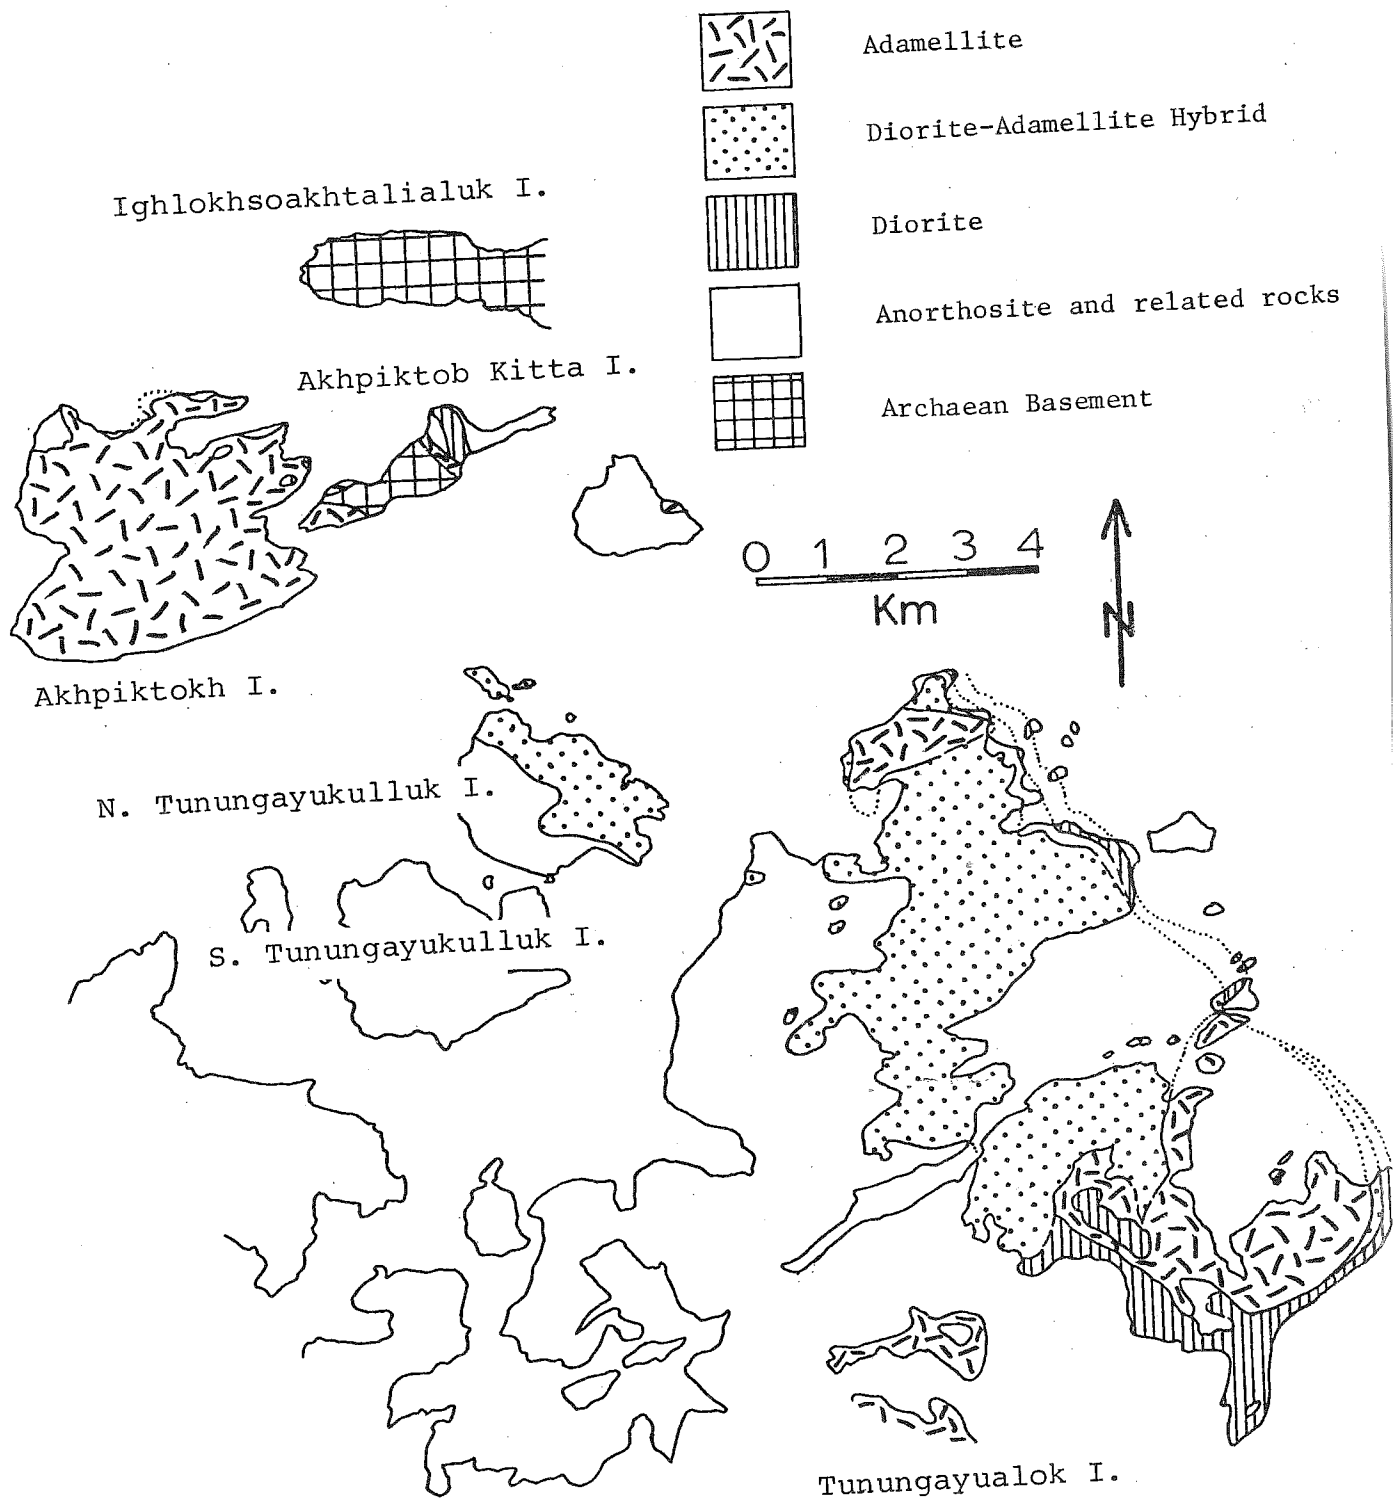 Adamellite
Diorite-Adamellite Hybrid
Ighlokhsoakhtalialuk I.
Diorite
Anorthosite and related rocks
Akhpiktob Kitta I.
Archaean Basement
0 1 2 3 4
Km
N
Akhpiktokh I.
N. Tunungayukulluk I.
S. Tunungayukulluk I.
Tunungayualok I.